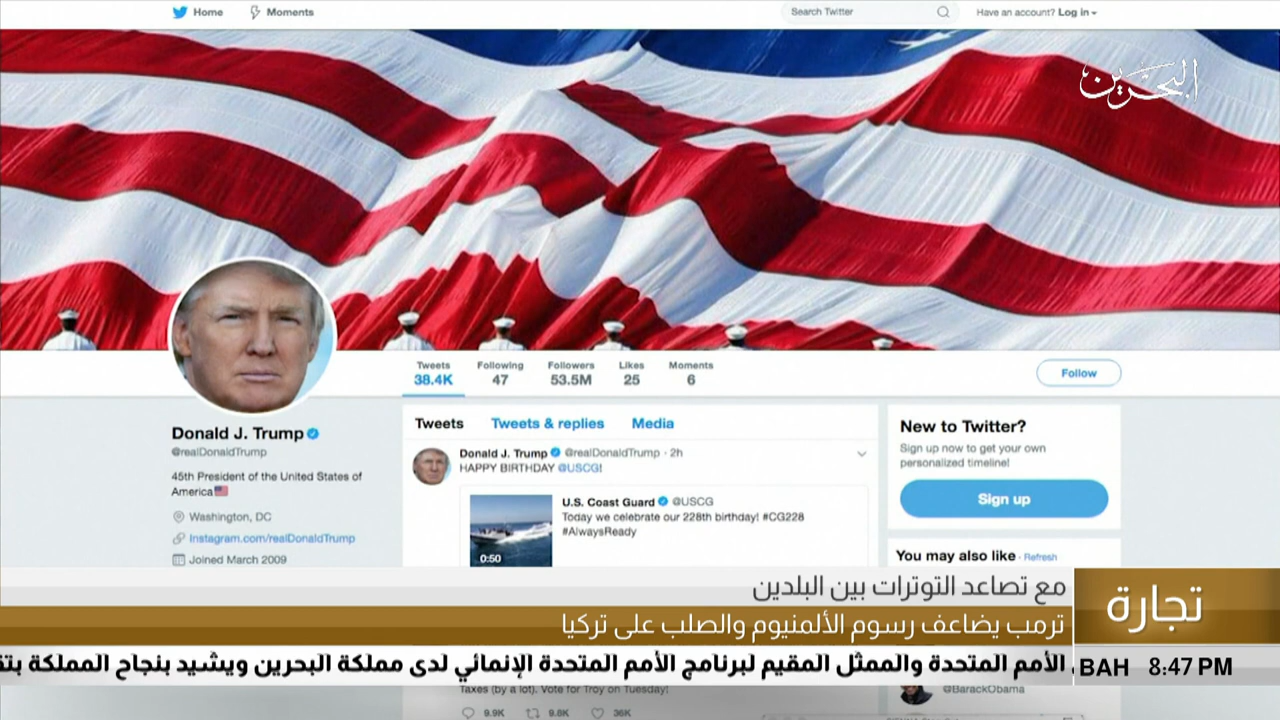 Home
Moments
Search Twitter
Have an account? Log in
البحرين
Tweets
38.4K
Following
47
Followers
53.5M
Likes
25
Moments
6
Follow
Donald J. Trump
@realDonaldTrump
45th President of the United States of
America
Washington, DC
Instagram.com/realDonaldTrump
Joined March 2009
Tweets
Tweets & replies
Media
Donald J. Trump @realDonaldTrump · 2h
HAPPY BIRTHDAY @USCG!
U.S. Coast Guard @USCG
Today we celebrate our 228th birthday! #CG228
#AlwaysReady
0:50
New to Twitter?
Sign up now to get your own
personalized timeline!
Sign up
You may also like · Refresh
تجارة
مع تصاعد التوترات بين البلدين
ترمب يضاعف رسوم الألمنيوم والصلب على تركيا
الأمم المتحدة والممثل المقيم لبرنامج الأمم المتحدة الإنمائي لدى مملكة البحرين ويشيد بنجاح المملكة
BAH 8:47 PM
Taxes (by a lot). Vote for Troy on Tuesday!
9.9K
9.8K
36K
@BarackObama